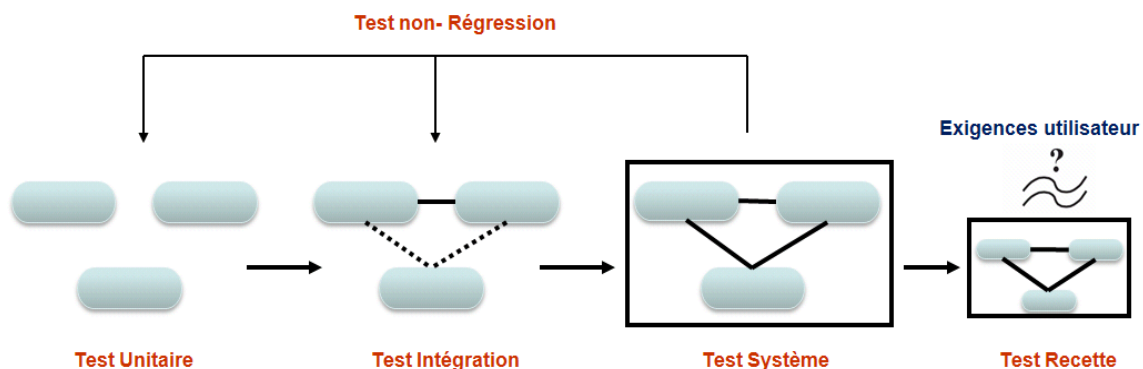 Test non- Régression
Exigences utilisateur
?
Test Unitaire
Test Intégration
Test Système
Test Recette